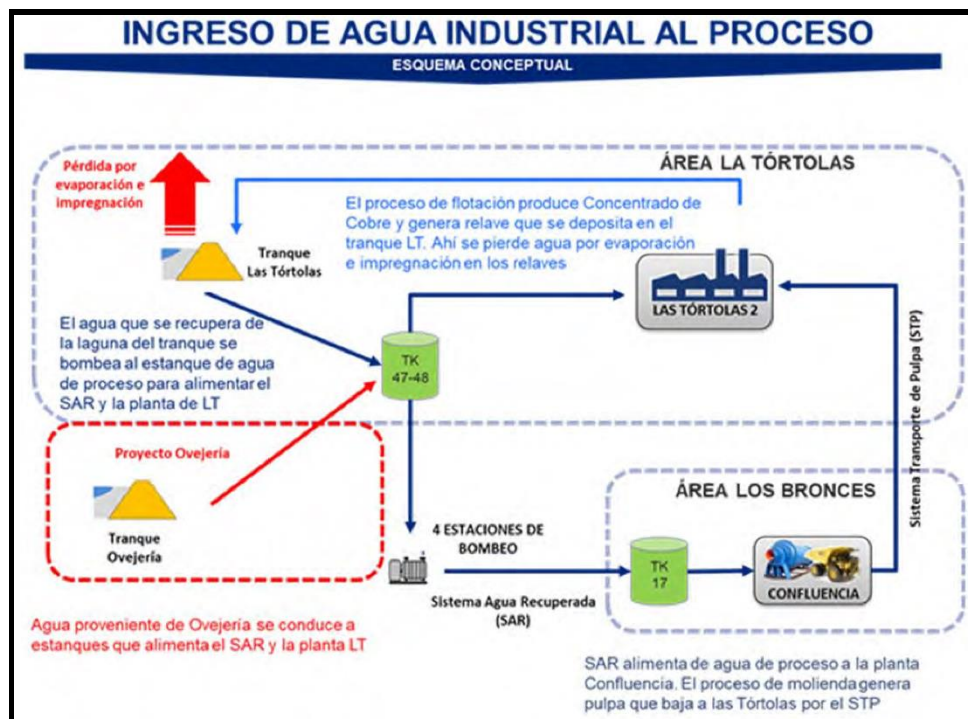 INGRESO DE AGUA INDUSTRIAL AL PROCESO
ESQUEMA CONCEPTUAL
ÁREA LA TÓRTOLAS
Pérdida por
evaporación e
impregnación
El proceso de flotación produce Concentrado de
Cobre y genera relave que se deposita en el
tranque LT. Ahí se pierde agua por evaporación
e impregnación en los relaves
Tranque
Las Tórtolas
LAS TÓRTOLAS 2
El agua que se recupera de
la laguna del tranque se
bombea al estanque de agua
de proceso para alimentar el
SAR y la planta de LT
TK
47-48
Sistema Transporte de Pulpa (STP)
Proyecto Ovejería
Tranque
Ovejería
ÁREA LOS BRONCES
4 ESTACIONES DE
BOMBEO
TK
17
CONFLUENCIA
Sistema Agua Recuperada
(SAR)
Agua proveniente de Ovejería se conduce a
estanques que alimenta el SAR y la planta LT
SAR alimenta de agua de proceso a la planta
Confluencia. El proceso de molienda genera
pulpa que baja a las Tórtolas por el STP